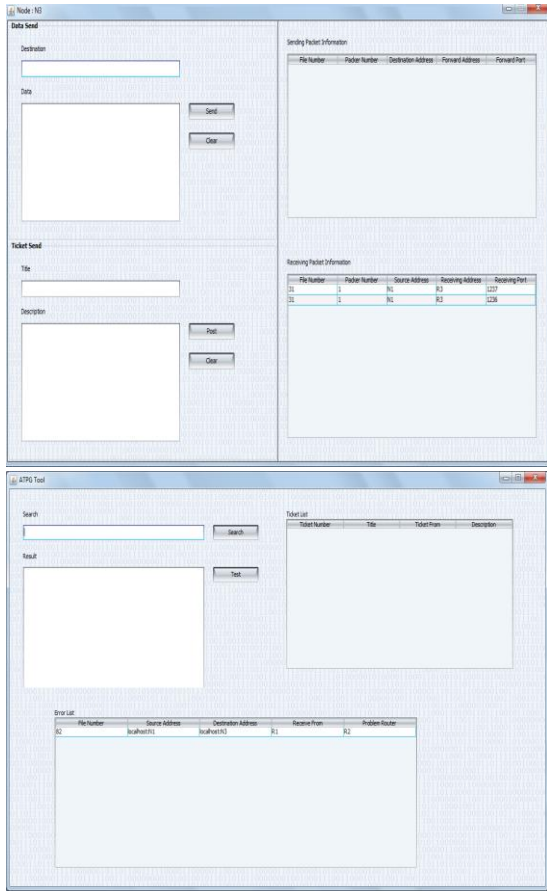 Node : N3
Data Send
Destination
Data
Send
Clear
Ticket Send
Title
Description
Post
Clear
Sending Packet Information
File Number Packer Number Destination Address Forward Address Forward Port
Receiving Packet Information
File Number Packer Number Source Address Receiving Address Receiving Port
31 1 N1 R3 1237
31 1 N1 R3 1236
ATPG Tool
Search
Search
Result
Test
Ticket List
Ticket Number Title Ticket From Description
Error List
File Number Source Address Destination Address Receive From Problem Router
82 localhost:N1 localhost:N3 R1 R2